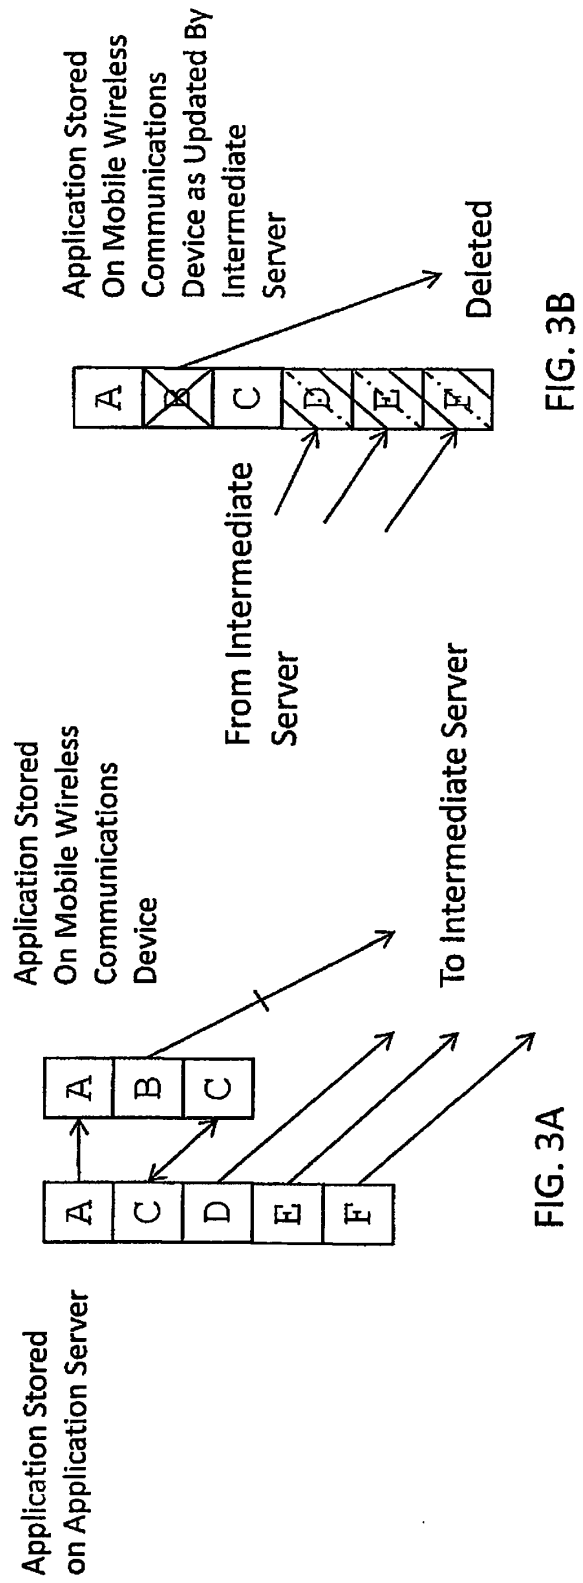 Application Stored
on Application Server
A
C
D
E
F
Application Stored
On Mobile Wireless
Communications
Device
A
B
C
To Intermediate Server
FIG. 3A
Application Stored
On Mobile Wireless
Communications
Device as Updated By
Intermediate
Server
From Intermediate
Server
A
B
C
D
E
F
Deleted
FIG. 3B